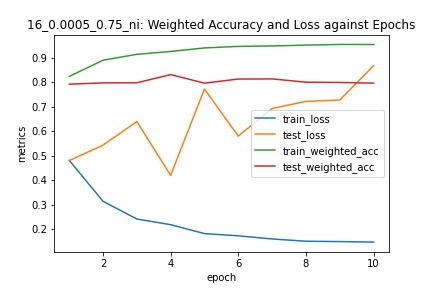 16_0.0005_0.75_ni: Weighted Accuracy and Loss against Epochs
0.9
0.8
0.7
0.6
0.5
0.4
0.3
0.2
metrics
train_loss
test_loss
train_weighted_acc
test_weighted_acc
2
4
6
8
10
epoch